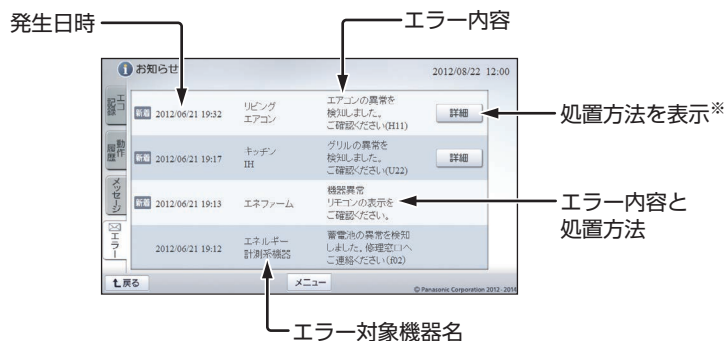 発生日時
エラー内容
お知らせ
2012/08/22 12:00
エコ記録
動作履歴
メッセージ
エラー
新着 2012/06/21 19:32
リビング
エアコン
エアコンの異常を
検知しました。
ご確認ください(H11)
詳細
処置方法を表示※
新着 2012/06/21 19:17
キッチン
IH
グリルの異常を
検知しました。
ご確認ください(U22)
詳細
新着 2012/06/21 19:13
エネファーム
機器異常
リモコンの表示を
ご確認ください。
エラー内容と
処置方法
2012/06/21 19:12
エネルギー
計測系機器
蓄電池の異常を検知
しました。修理窓口へ
ご連絡ください(f02)
戻る
メニュー
© Panasonic Corporation 2012-2014
エラー対象機器名